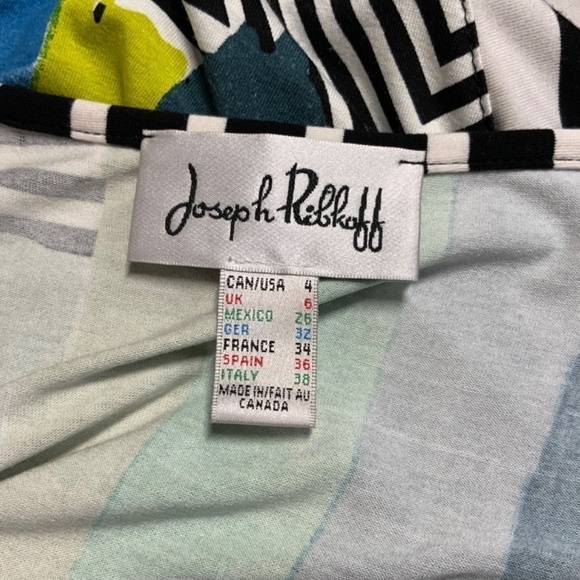 Joseph Ribkoff
CAN/USA 4
UK 6
MEXICO 26
GER 32
FRANCE 34
SPAIN 36
ITALY 38
MADE IN/FAIT AU
CANADA